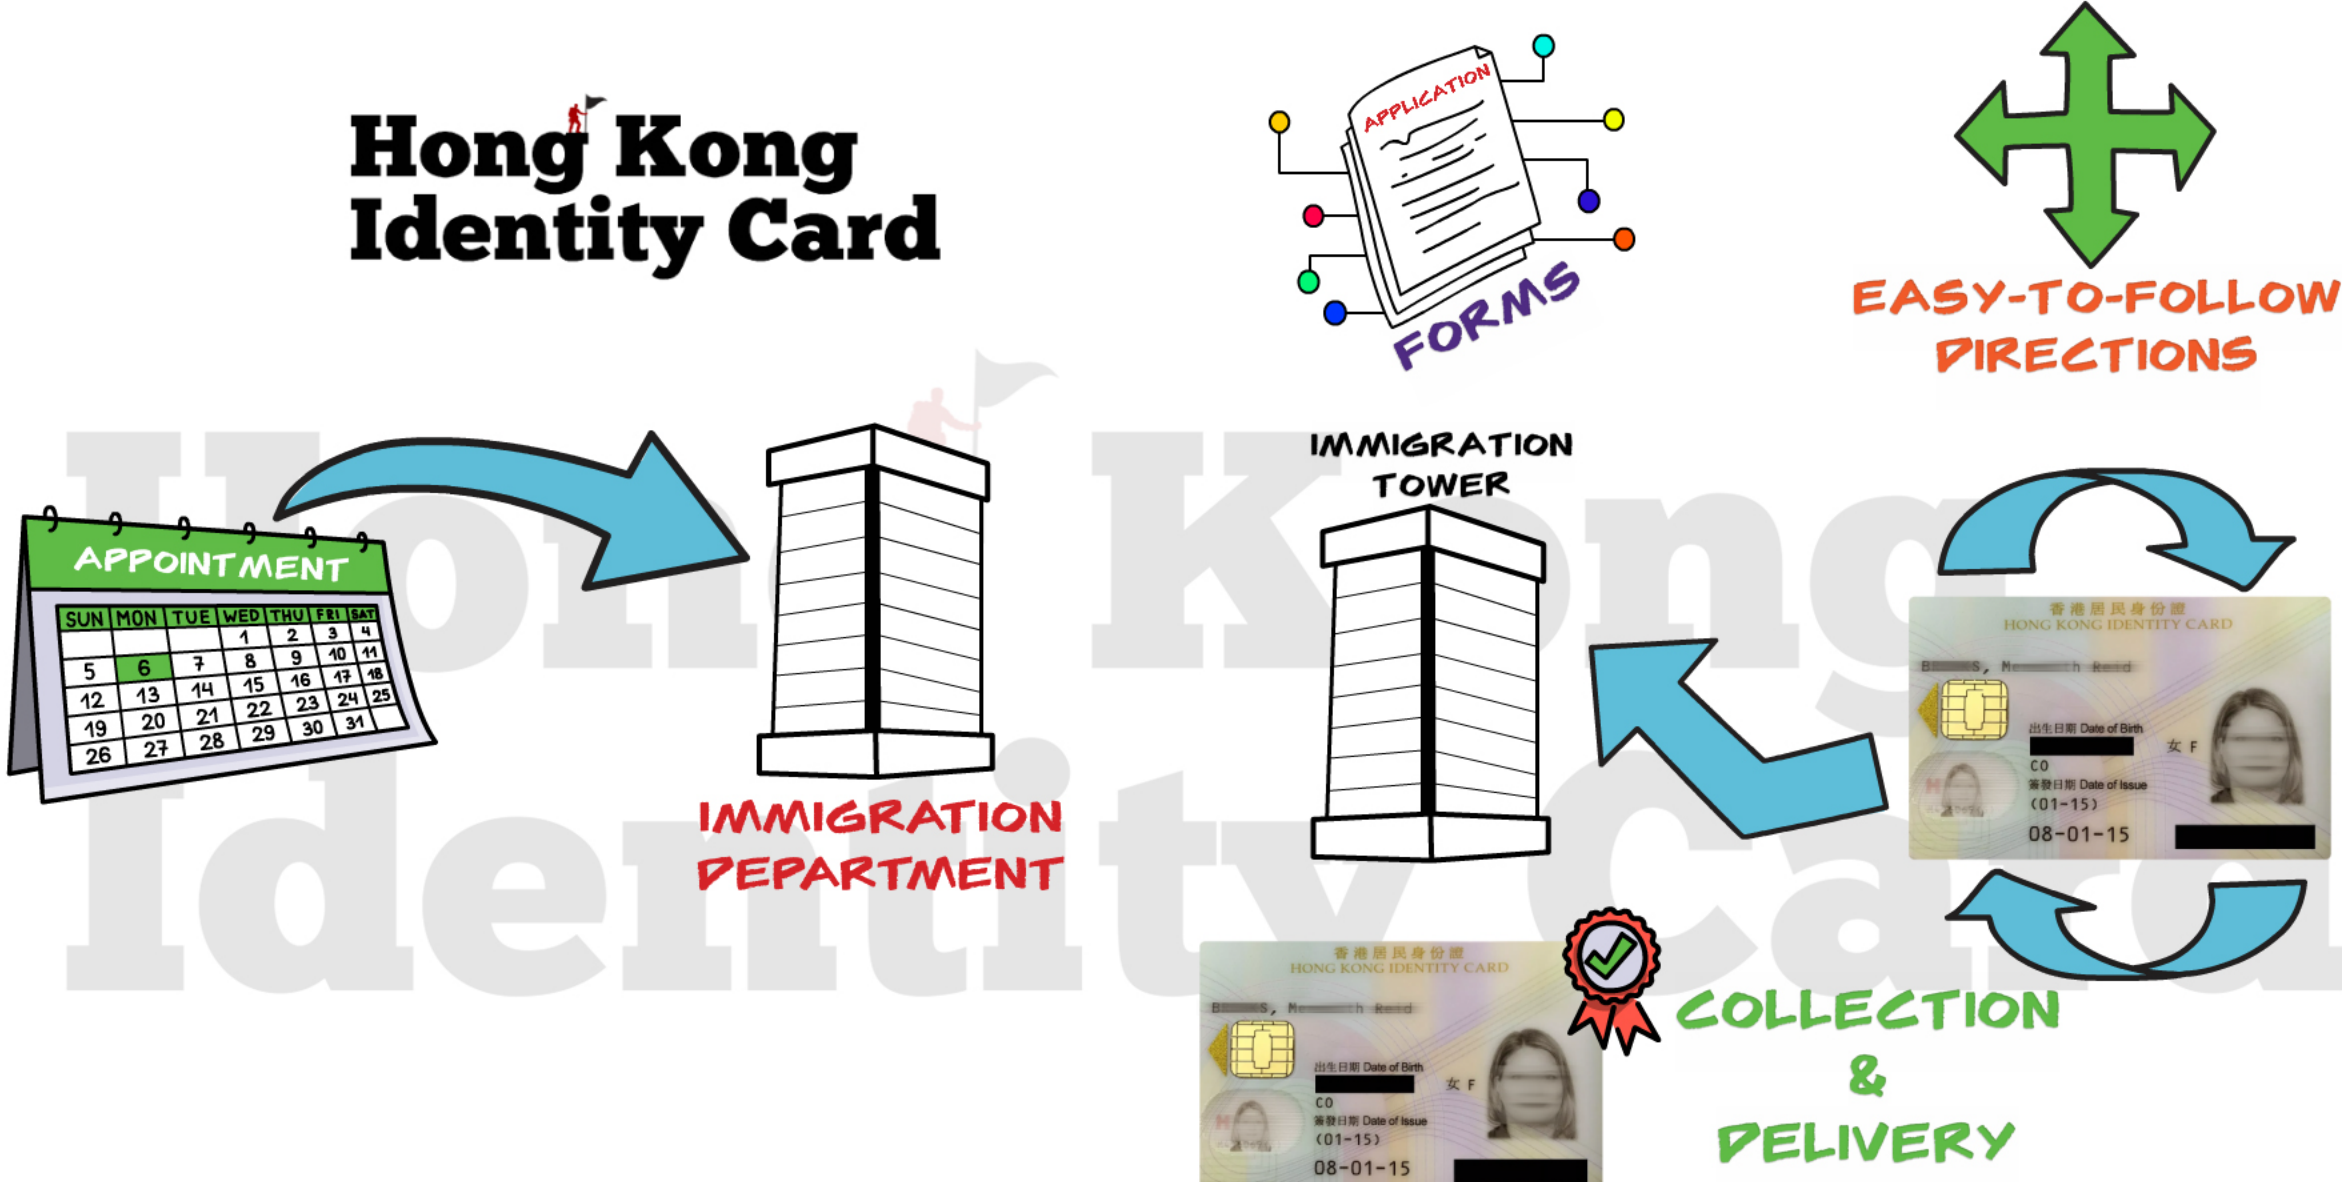 Hong Kong
Identity Card
APPLICATION
FORMS
EASY-TO-FOLLOW
DIRECTIONS
APPOINTMENT
SUN MON TUE WED THU FRI SAT
1 2 3 4
5 6 7 8 9 10 11
12 13 14 15 16 17 18
19 20 21 22 23 24 25
26 27 28 29 30 31
IMMIGRATION
DEPARTMENT
IMMIGRATION
TOWER
香港居民身份證
HONG KONG IDENTITY CARD
出生日期 Date of Birth
女 F
CO
簽發日期 Date of Issue
(01-15)
08-01-15
香港居民身份證
HONG KONG IDENTITY CARD
出生日期 Date of Birth
女 F
CO
簽發日期 Date of Issue
(01-15)
08-01-15
COLLECTION
&
DELIVERY
Hong Kong
Identity Card